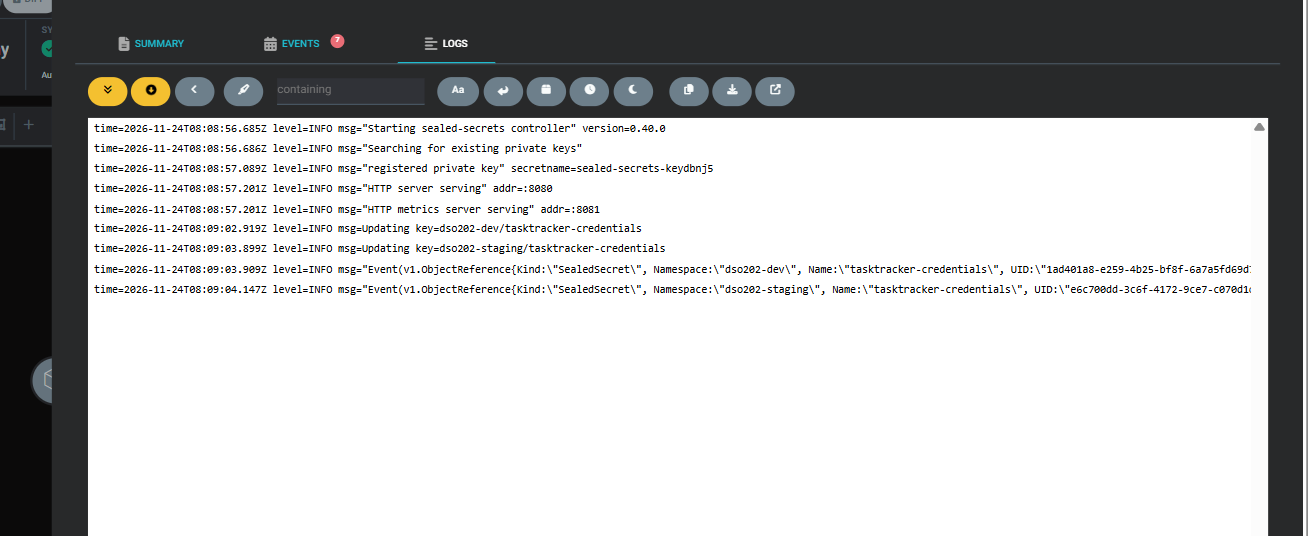 SY
y
Au
SUMMARY
EVENTS 7
LOGS
containing
Aa
time=2026-11-24T08:08:56.685Z level=INFO msg="Starting sealed-secrets controller" version=0.40.0
time=2026-11-24T08:08:56.686Z level=INFO msg="Searching for existing private keys"
time=2026-11-24T08:08:57.089Z level=INFO msg="registered private key" secretname=sealed-secrets-keydbnj5
time=2026-11-24T08:08:57.201Z level=INFO msg="HTTP server serving" addr=:8080
time=2026-11-24T08:08:57.201Z level=INFO msg="HTTP metrics server serving" addr=:8081
time=2026-11-24T08:09:02.919Z level=INFO msg=Updating key=dso202-dev/tasktracker-credentials
time=2026-11-24T08:09:03.899Z level=INFO msg=Updating key=dso202-staging/tasktracker-credentials
time=2026-11-24T08:09:03.909Z level=INFO msg="Event(v1.ObjectReference{Kind:\"SealedSecret\", Namespace:\"dso202-dev\", Name:\"tasktracker-credentials\", UID:\"1ad401a8-e259-4b25-bf8f-6a7a5fd69d
time=2026-11-24T08:09:04.147Z level=INFO msg="Event(v1.ObjectReference{Kind:\"SealedSecret\", Namespace:\"dso202-staging\", Name:\"tasktracker-credentials\", UID:\"e6c700dd-3c6f-4172-9ce7-c070d1